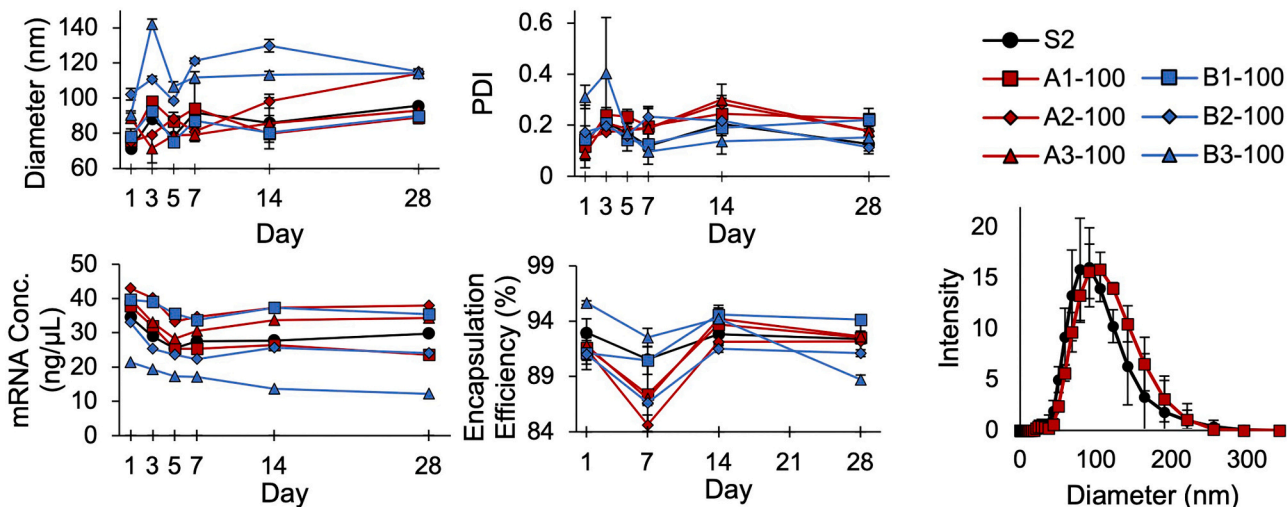 Diameter (nm)
140
120
100
80
60
1 3 5 7 14 28
Day
PDI
0.6
0.4
0.2
0
1 3 5 7 14 28
Day
S2
A1-100 B1-100
A2-100 B2-100
A3-100 B3-100
mRNA Conc.
(ng/µL)
50
40
30
20
10
0
1 3 5 7 14 28
Day
Encapsulation
Efficiency (%)
99
94
89
84
1 7 14 21 28
Day
Intensity
20
15
10
5
0
0 100 200 300
Diameter (nm)